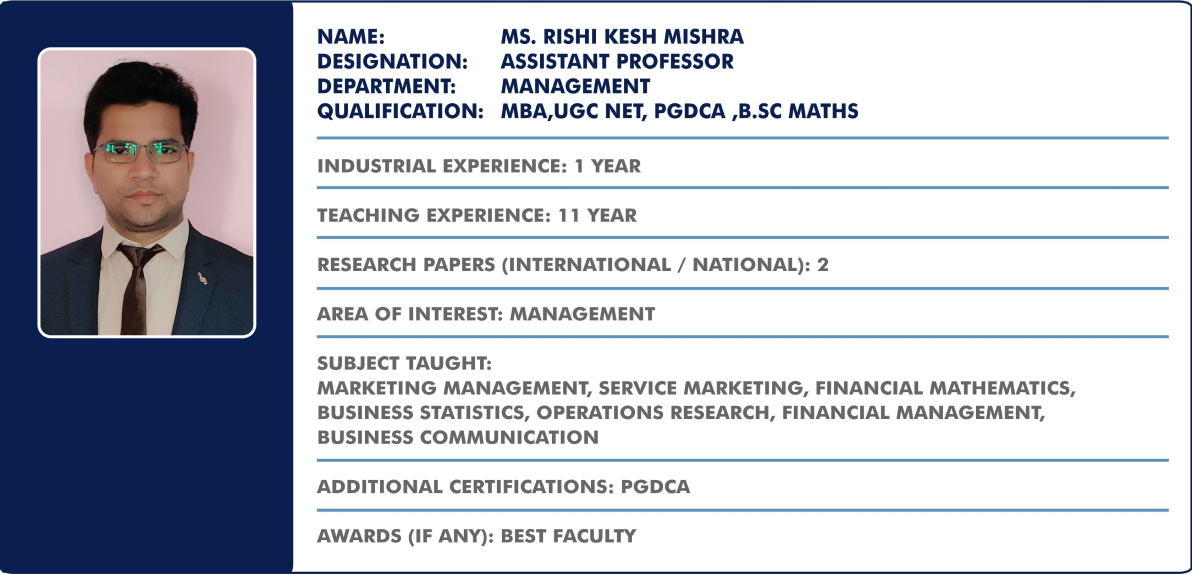 NAME: MS. RISHI KESH MISHRA
DESIGNATION: ASSISTANT PROFESSOR
DEPARTMENT: MANAGEMENT
QUALIFICATION: MBA,UGC NET, PGDCA ,B.SC MATHS
INDUSTRIAL EXPERIENCE: 1 YEAR
TEACHING EXPERIENCE: 11 YEAR
RESEARCH PAPERS (INTERNATIONAL / NATIONAL): 2
AREA OF INTEREST: MANAGEMENT
SUBJECT TAUGHT:
MARKETING MANAGEMENT, SERVICE MARKETING, FINANCIAL MATHEMATICS,
BUSINESS STATISTICS, OPERATIONS RESEARCH, FINANCIAL MANAGEMENT,
BUSINESS COMMUNICATION
ADDITIONAL CERTIFICATIONS: PGDCA
AWARDS (IF ANY): BEST FACULTY